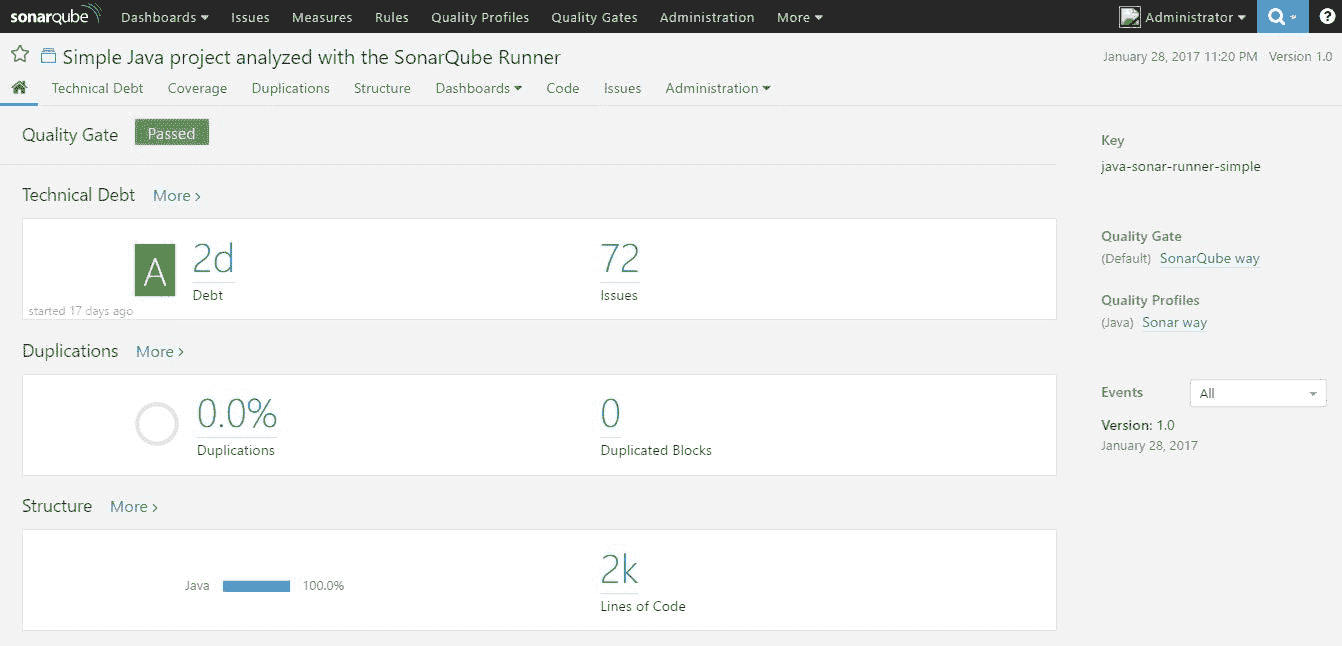 sonarqube Dashboards Issues Measures Rules Quality Profiles Quality Gates Administration More Administrator ?
Simple Java project analyzed with the SonarQube Runner January 28, 2017 11:20 PM Version 1.0
Technical Debt Coverage Duplications Structure Dashboards Code Issues Administration
Quality Gate Passed
Key
java-sonar-runner-simple
Technical Debt More >
A 2d 72
Debt Issues
started 17 days ago
Quality Gate
(Default) SonarQube way
Quality Profiles
(Java) Sonar way
Duplications More >
0.0% 0
Duplications Duplicated Blocks
Events All
Version: 1.0
January 28, 2017
Structure More >
Java 100.0% 2k
Lines of Code